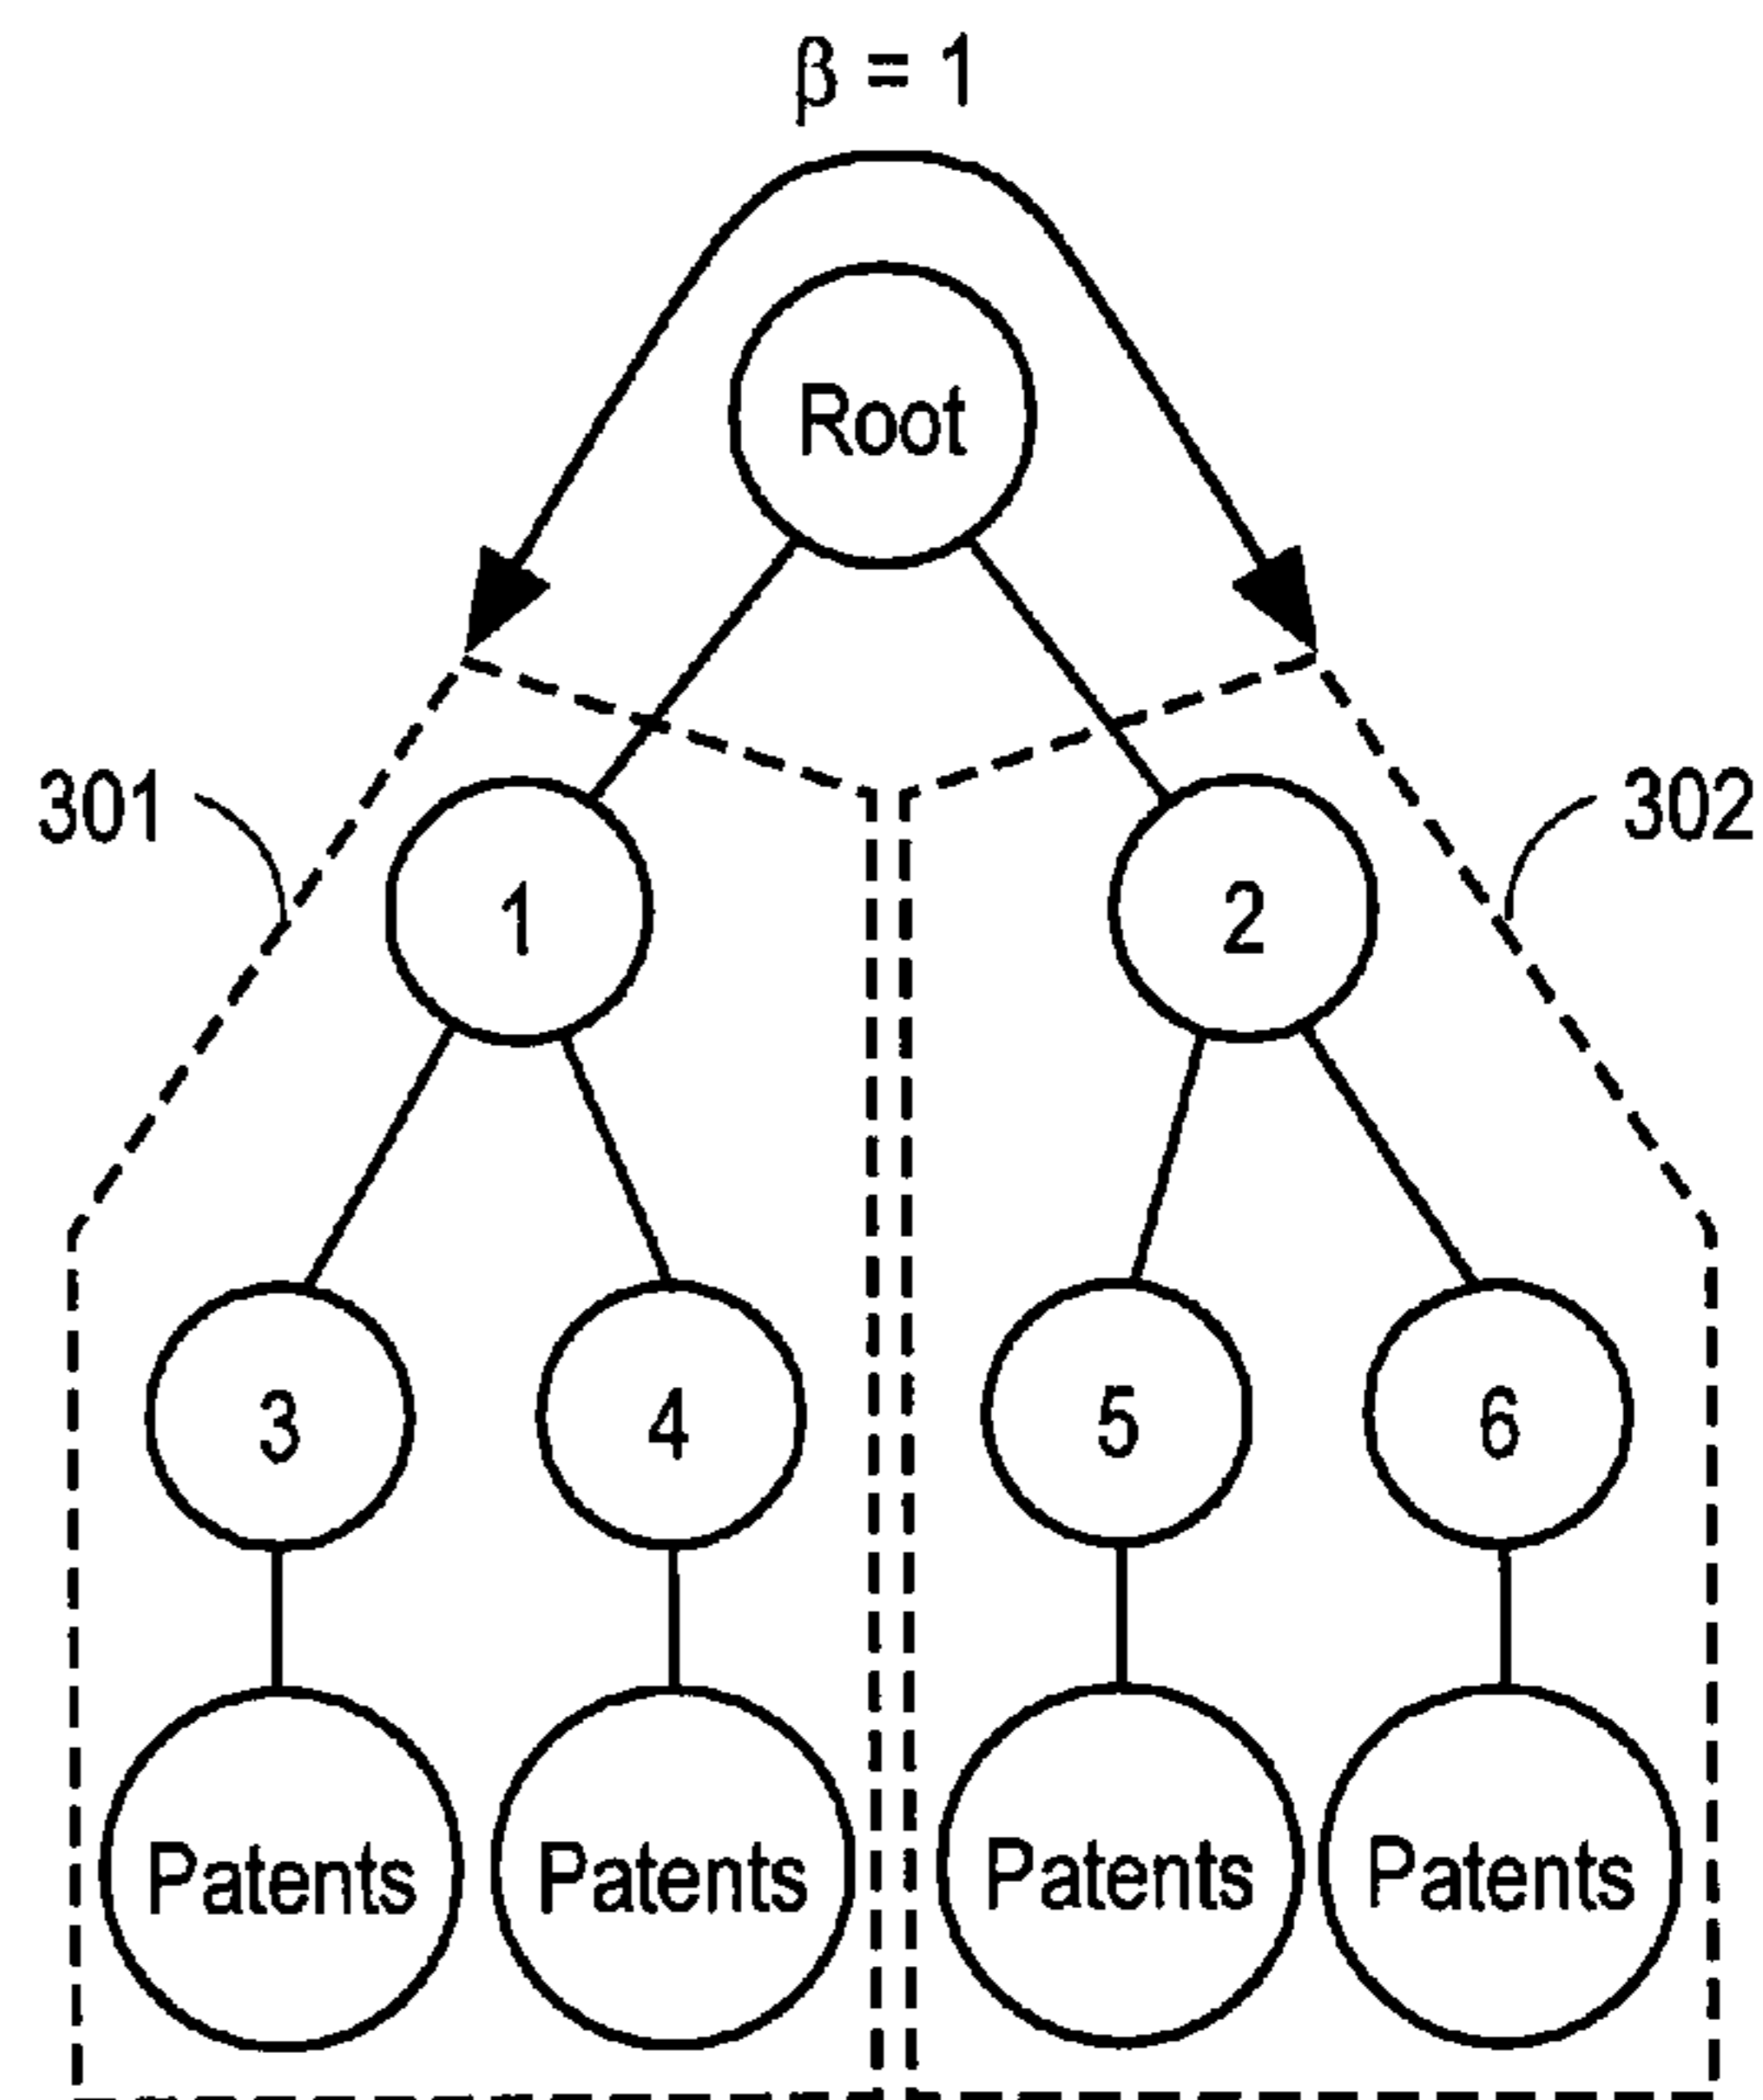 β = 1
Root
301
302
1
2
3
4
5
6
Patents
Patents
Patents
Patents